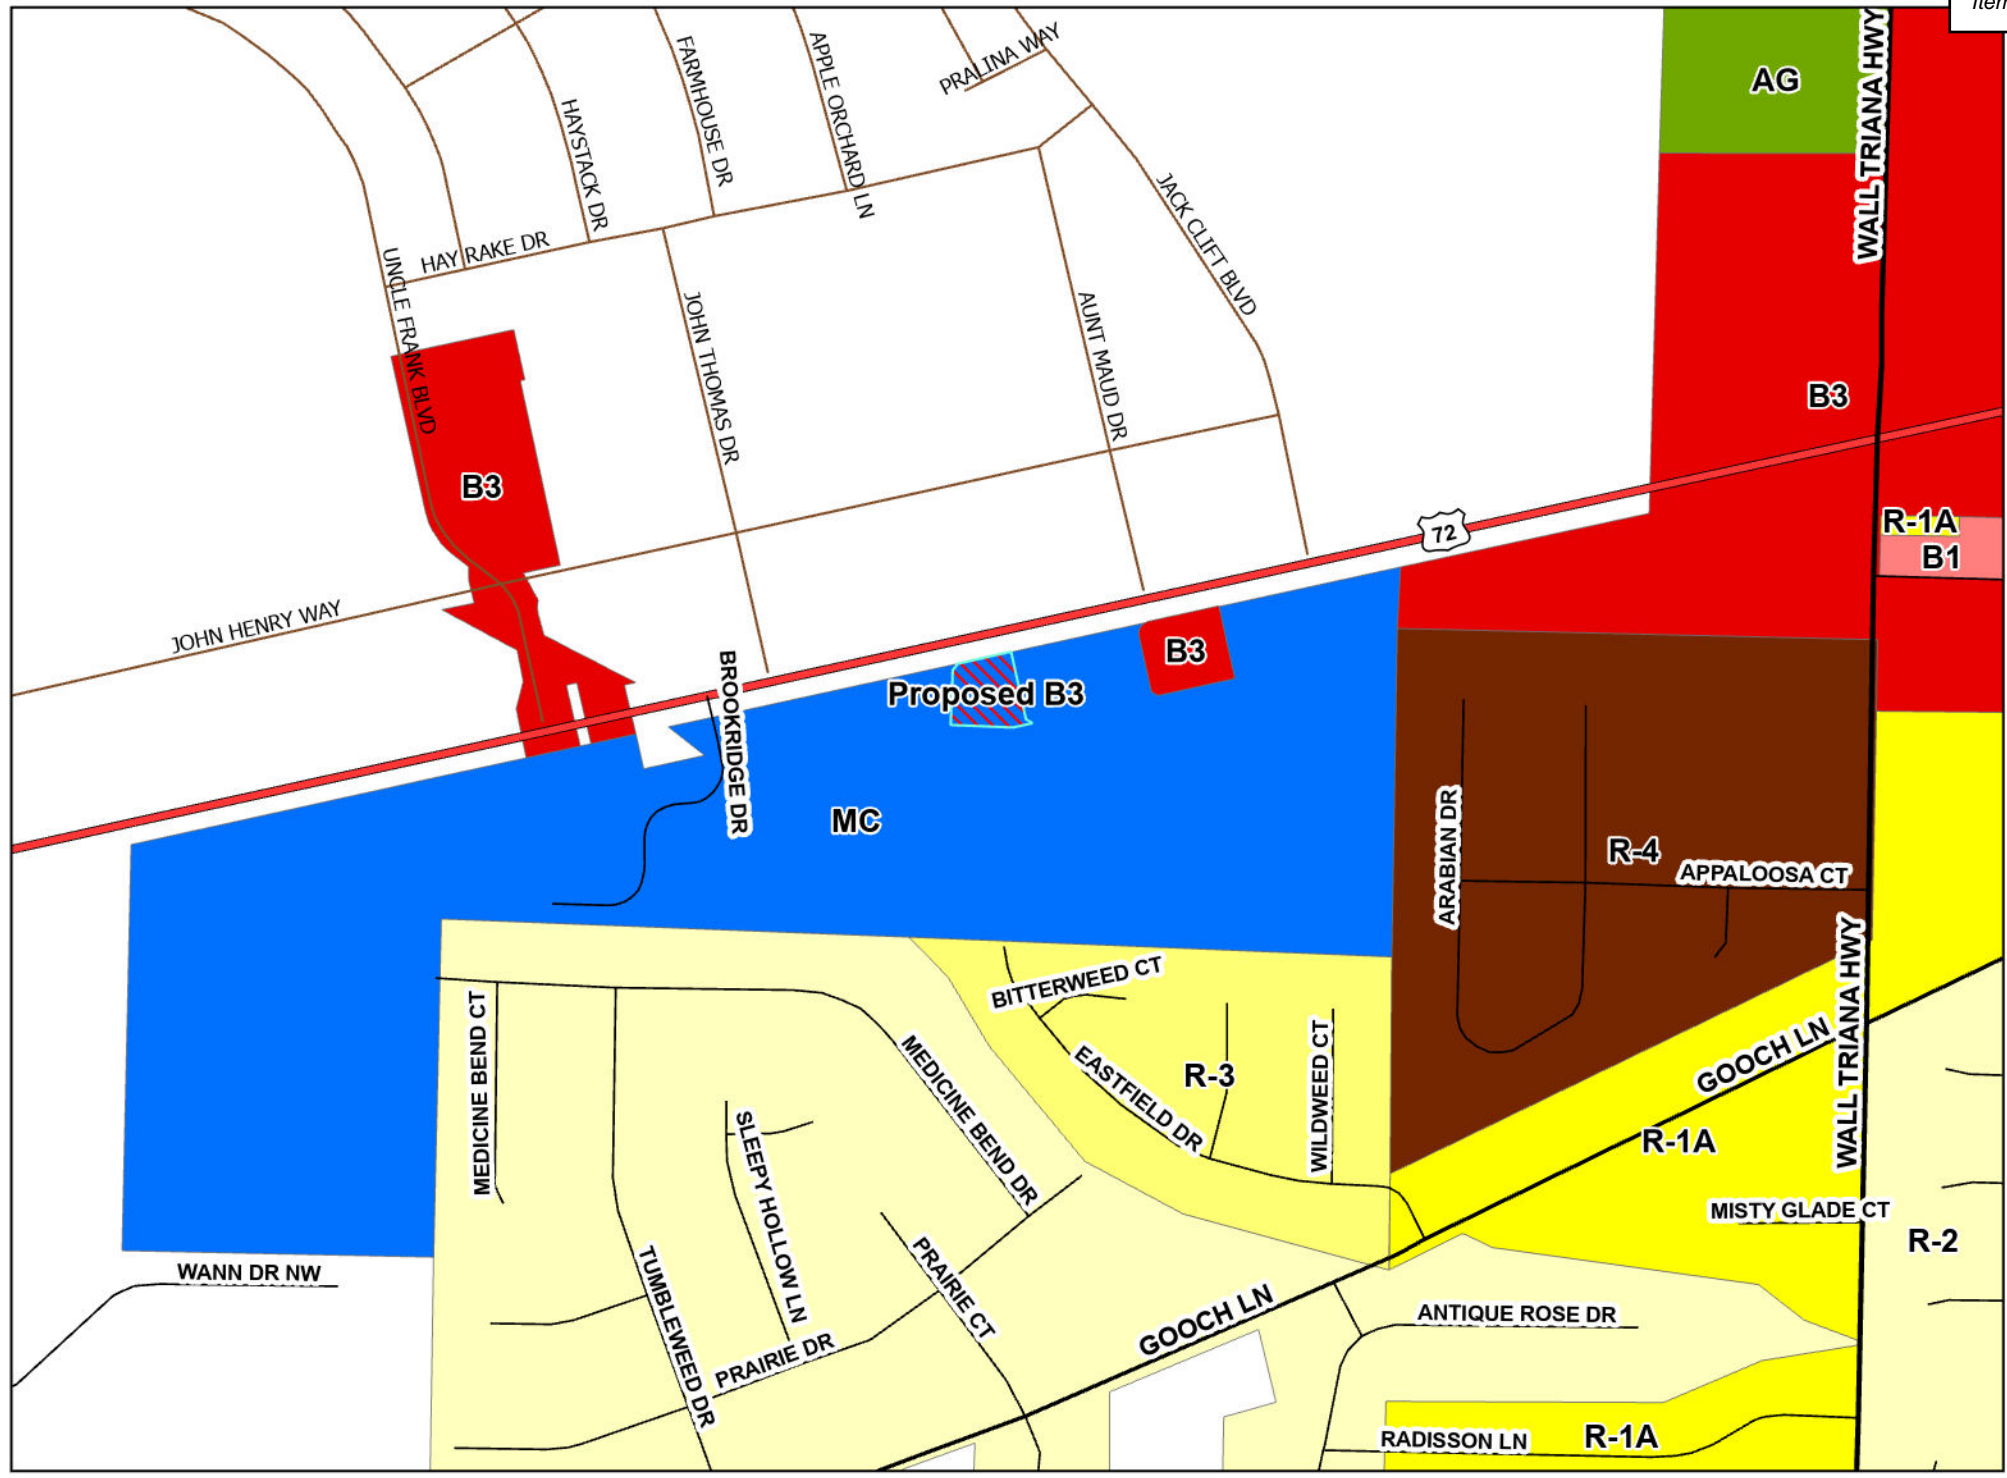 Item
PRALINA WAY
FARMHOUSE DR
APPLE ORCHARD LN
HAYSTACK DR
AG
WALL TRIANA HWY
JACK CLIFT BLVD
HAY RAKE DR
UNCLE FRANK BLVD
JOHN THOMAS DR
AUNT MAUD DR
B3
B3
72
R-1A
B1
JOHN HENRY WAY
B3
Proposed B3
BROOKRIDGE DR
MC
ARABIAN DR
R-4
APPALOOSA CT
WALL TRIANA HWY
BITTERWEED CT
MEDICINE BEND CT
MEDICINE BEND DR
EASTFIELD DR
R-3
WILDWEED CT
GOOCH LN
R-1A
SLEEPY HOLLOW LN
MISTY GLADE CT
R-2
WANN DR NW
TUMBLEWEED DR
PRAIRIE CT
PRAIRIE DR
GOOCH LN
ANTIQUE ROSE DR
RADISSON LN
R-1A